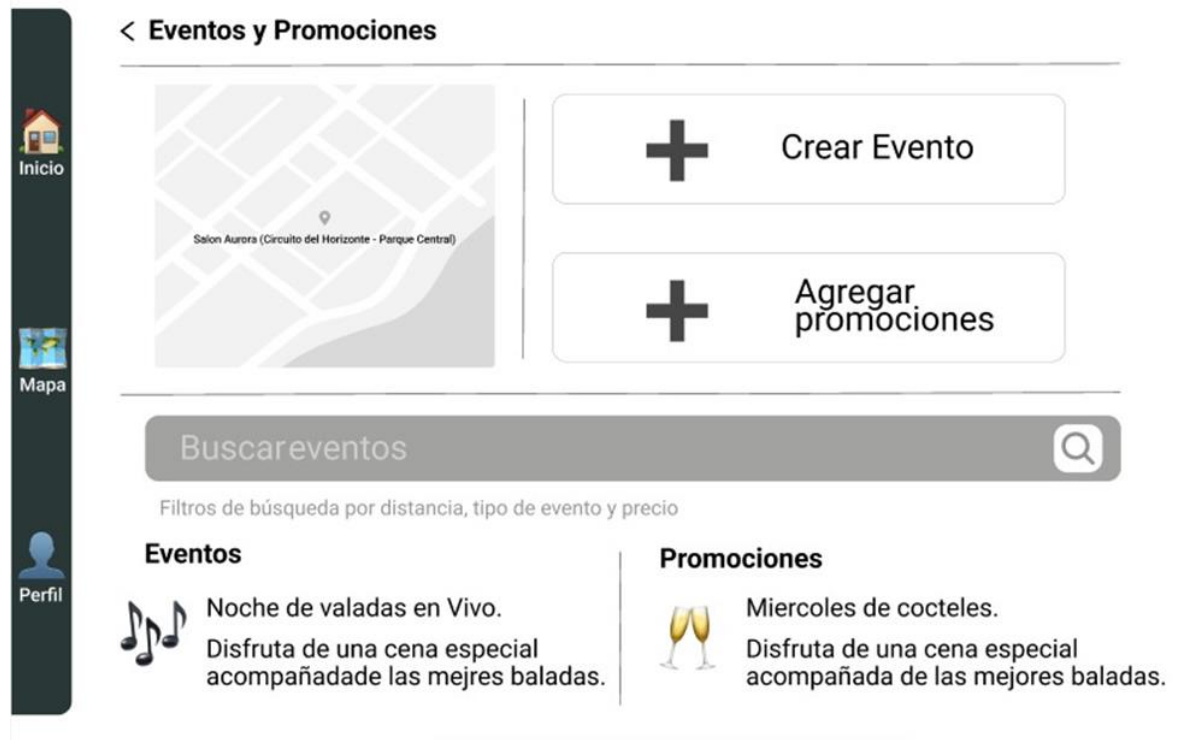 < Eventos y Promociones
Inicio
Mapa
Perfil
Salon Aurora (Circuito del Horizonte - Parque Central)
Crear Evento
Agregar
promociones
Buscareventos
Filtros de búsqueda por distancia, tipo de evento y precio
Eventos
Noche de valadas en Vivo.
Disfruta de una cena especial
acompañadade las mejres baladas.
Promociones
Miercoles de cocteles.
Disfruta de una cena especial
acompañada de las mejores baladas.